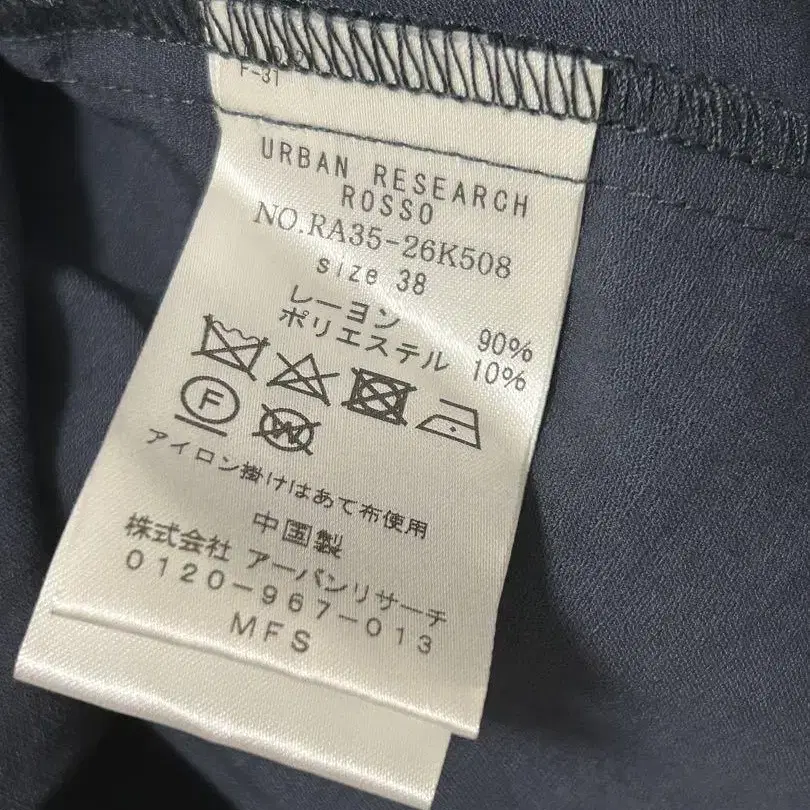 F-31
URBAN RESEARCH
ROSSO
NO.RA35-26K508
size 38
レーヨン 90%
ポリエステル 10%
F W
アイロン掛けはあて布使用
中国製
株式会社 アーバンリサーチ
0120-967-013
MFS